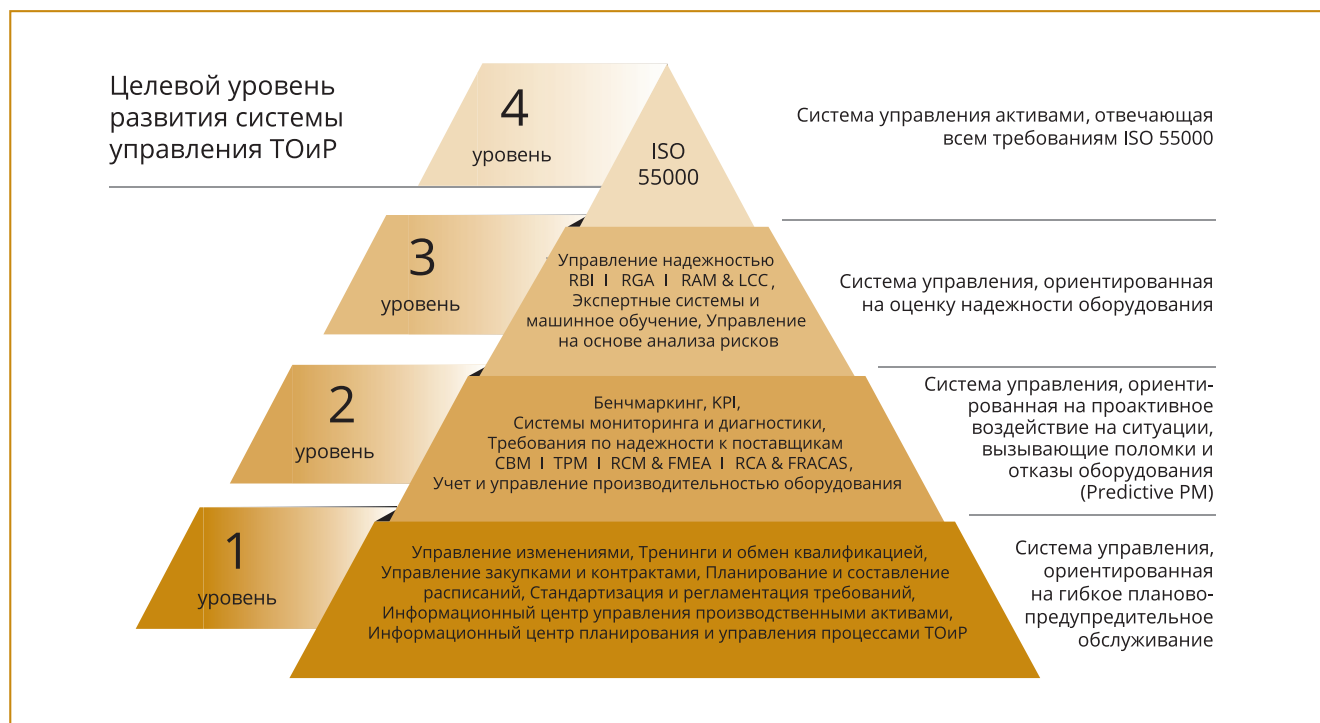 Целевой уровень
развития системы
управления ТОиР
4
уровень
ISO
55000
Система управления активами, отвечающая
всем требованиям ISO 55000
3
уровень
Управление надежностью
RBI I RGA I RAM & LCC,
Экспертные системы и
машинное обучение, Управление
на основе анализа рисков
Система управления, ориентированная
на оценку надежности оборудования
2
уровень
Бенчмаркинг, KPI,
Системы мониторинга и диагностики,
Требования по надежности к поставщикам
CBM I TPM I RCM & FMEA I RCA & FRACAS,
Учет и управление производительностью оборудования
Система управления, ориенти-
рованная на проактивное
воздействие на ситуации,
вызывающие поломки и
отказы оборудования
(Predictive PM)
1
уровень
Управление изменениями, Тренинги и обмен квалификацией,
Управление закупками и контрактами, Планирование и составление
расписаний, Стандартизация и регламентация требований,
Информационный центр управления производственными активами,
Информационный центр планирования и управления процессами ТОиР
Система управления,
ориентированная
на гибкое планово-
предупредительное
обслуживание